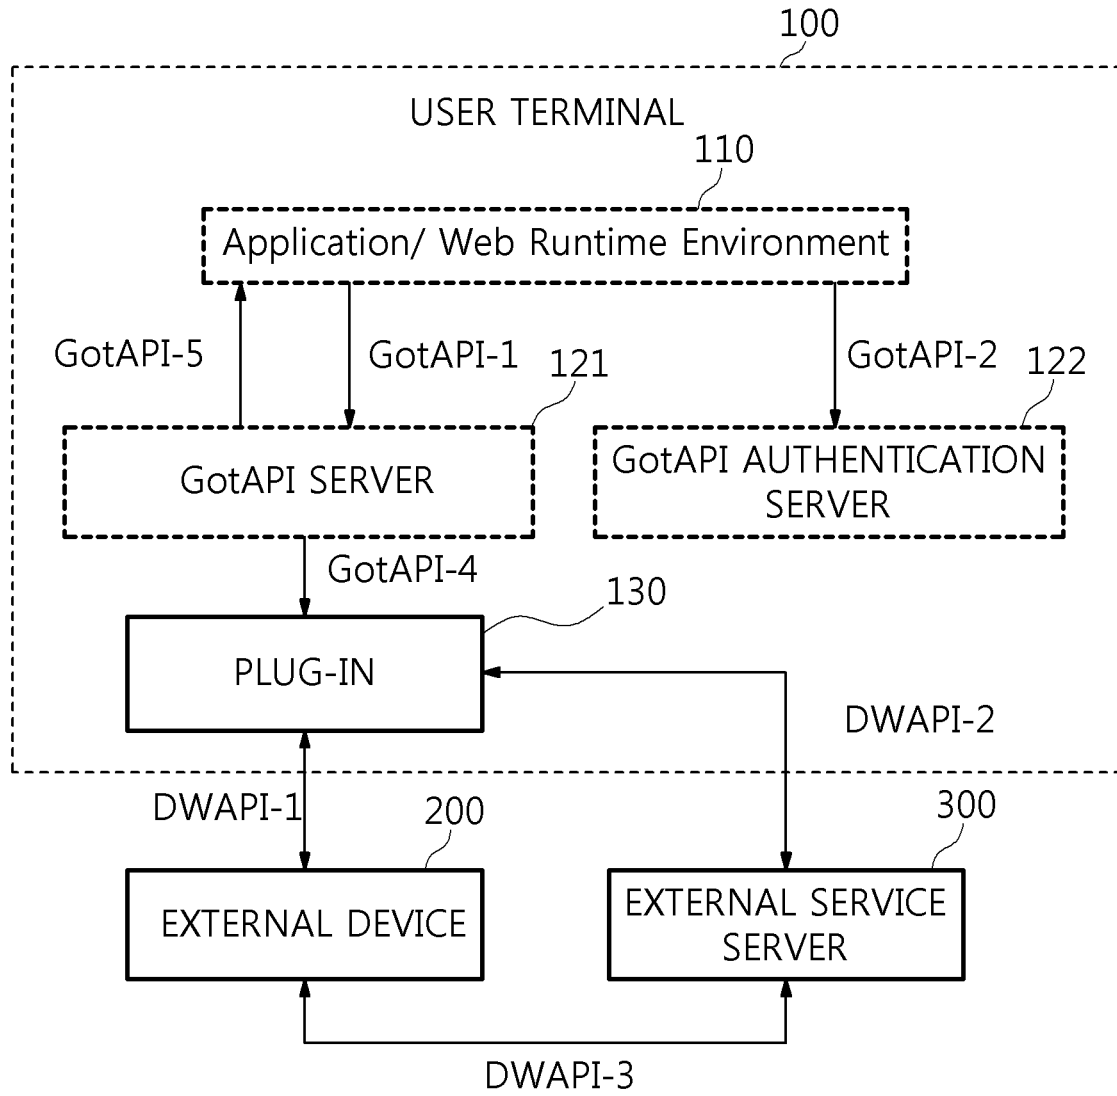 100
USER TERMINAL
110
Application/ Web Runtime Environment
GotAPI-5
GotAPI-1
121
GotAPI-2
122
GotAPI SERVER
GotAPI AUTHENTICATION
SERVER
GotAPI-4
130
PLUG-IN
DWAPI-2
DWAPI-1
200
300
EXTERNAL DEVICE
EXTERNAL SERVICE
SERVER
DWAPI-3